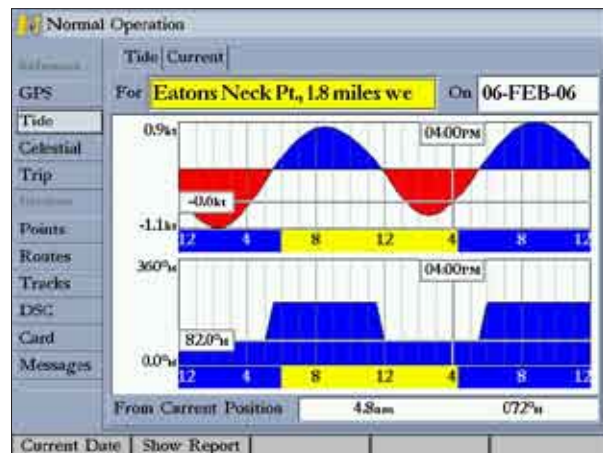 Normal Operation
Tide Current
GPS
For Eatons Neck Pt., 1.8 miles we On 06-FEB-06
Tide
Celestial
Trip
Points
Routes
Tracks
DSC
Card
Messages
0.9kt
04:00PM
-0.6kt
-1.1kt
12 4 8 12 4 8 12
360°M
04:00PM
82.0°M
0.0°M
12 4 8 12 4 8 12
From Current Position 4.8nm 072°M
Current Date Show Report